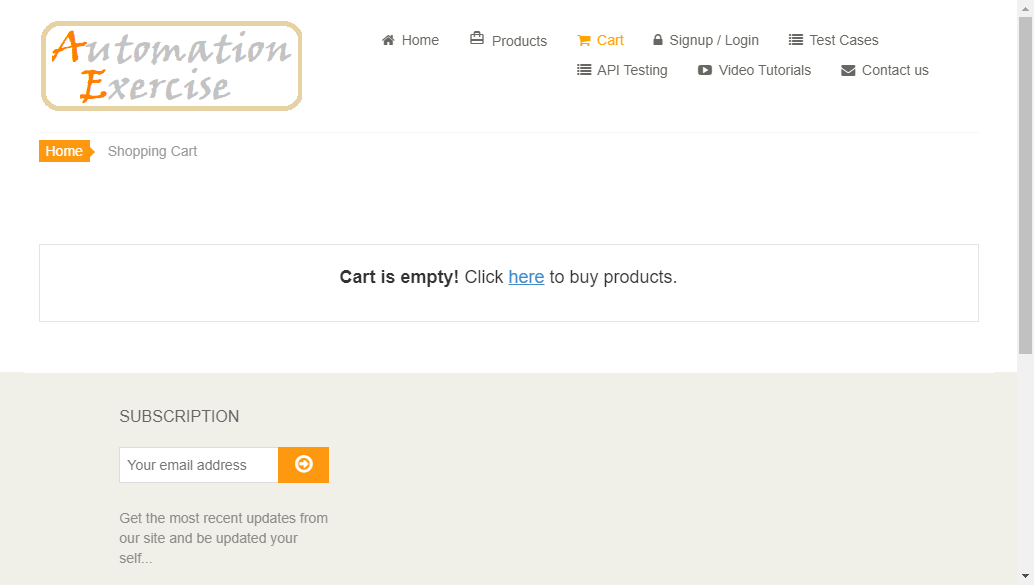 Automation
Exercise
Home Products Cart Signup / Login Test Cases
API Testing Video Tutorials Contact us
Home Shopping Cart
Cart is empty! Click here to buy products.
SUBSCRIPTION
Your email address
Get the most recent updates from
our site and be updated your
self...